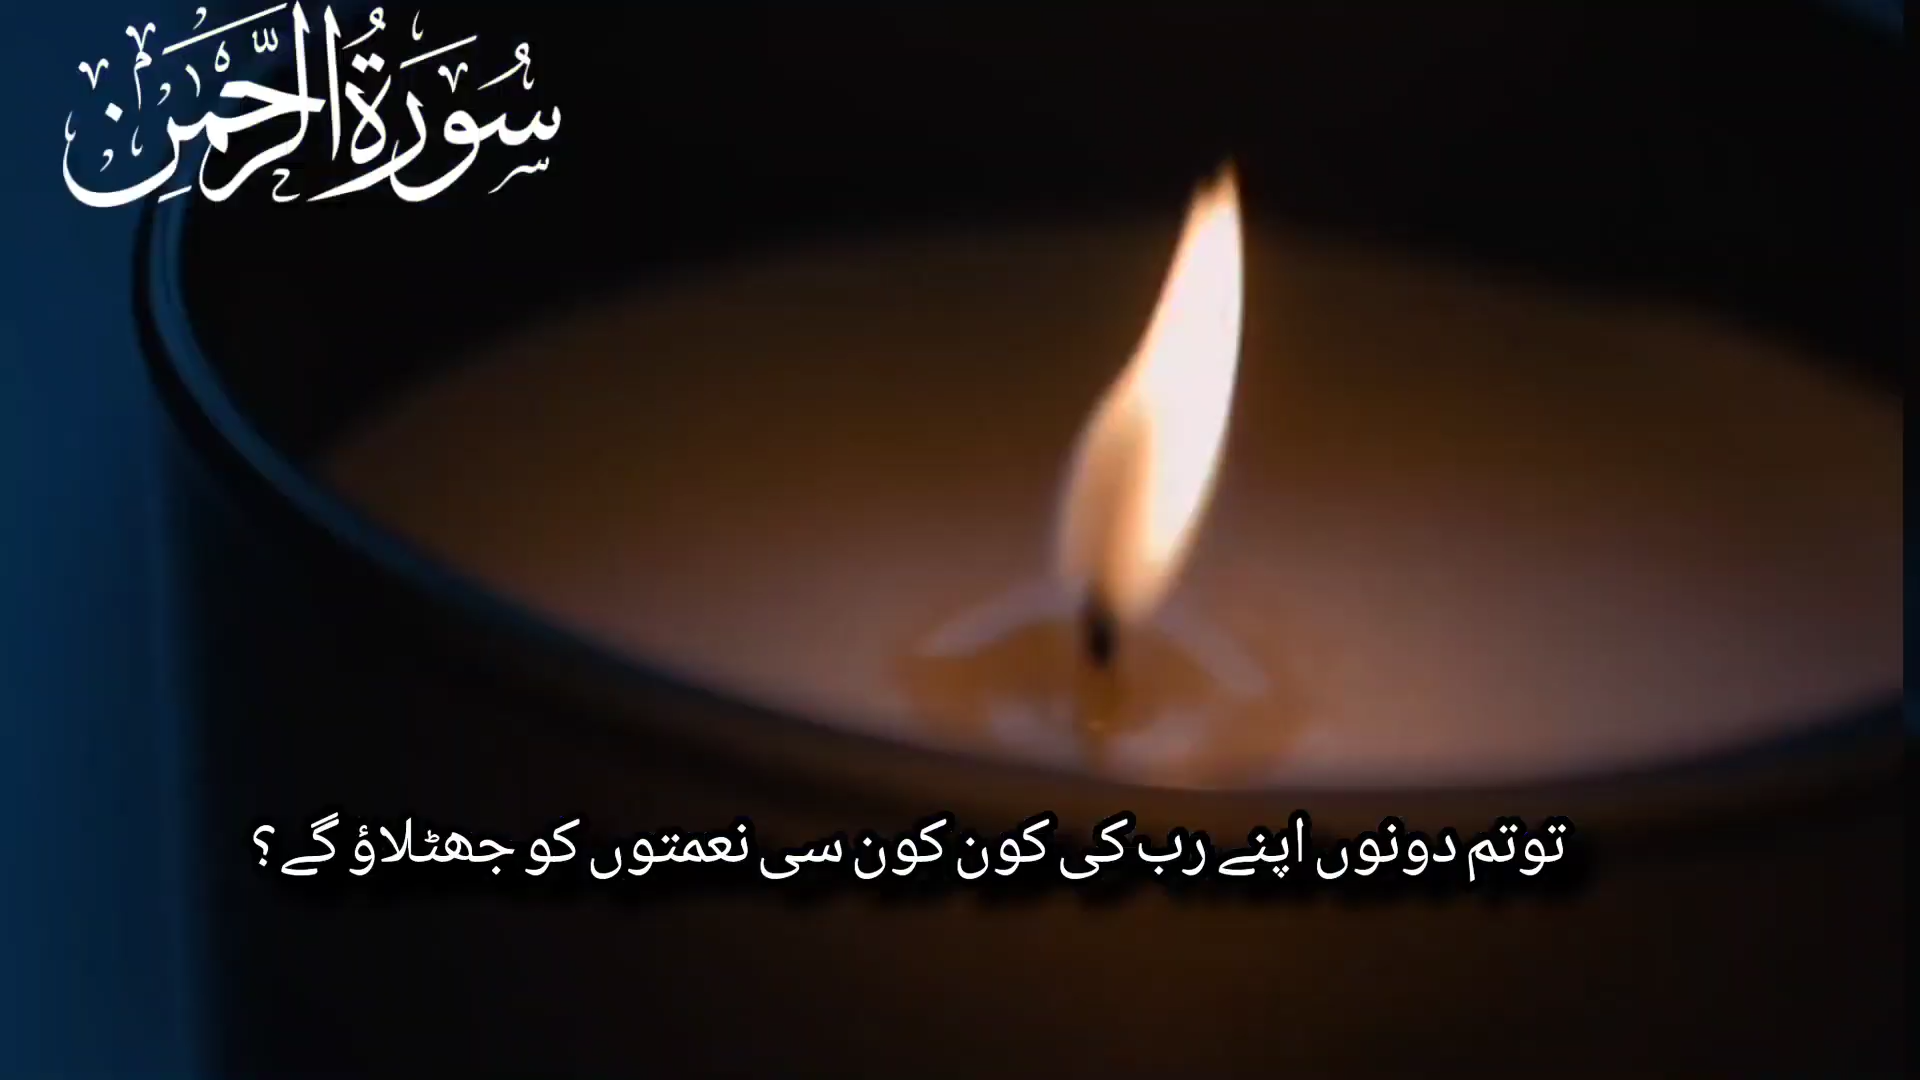 سُورَةُ الرَّحْمٰن
توتم دونوں اپنے رب کی کون کون سی نعمتوں کو جھٹلاؤ گے؟